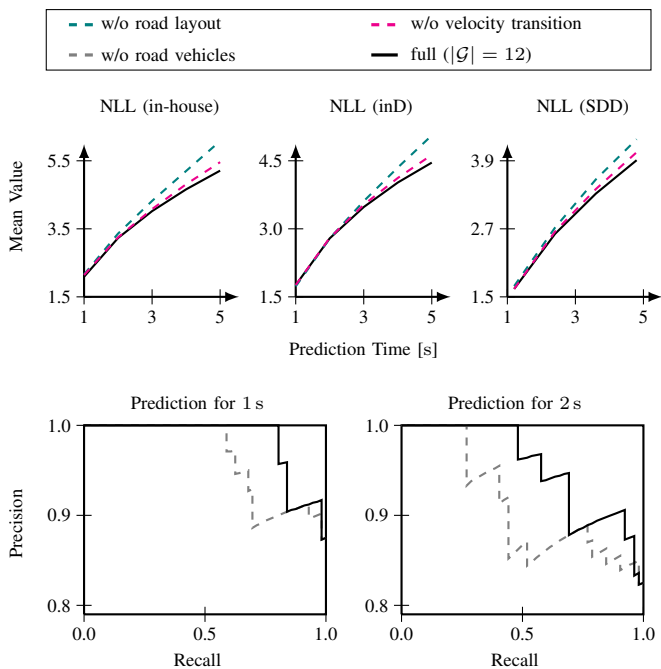 w/o road layout w/o velocity transition
w/o road vehicles full (|𝒢| = 12)
NLL (in-house) NLL (inD) NLL (SDD)
Mean Value
5.5
3.5
1.5
1 3 5
4.5
3.0
1.5
1 3 5
3.9
2.7
1.5
1 3 5
Prediction Time [s]
Prediction for 1 s Prediction for 2 s
Precision
1.0
0.9
0.8
0.0 0.5 1.0
Recall
1.0
0.9
0.8
0.0 0.5 1.0
Recall